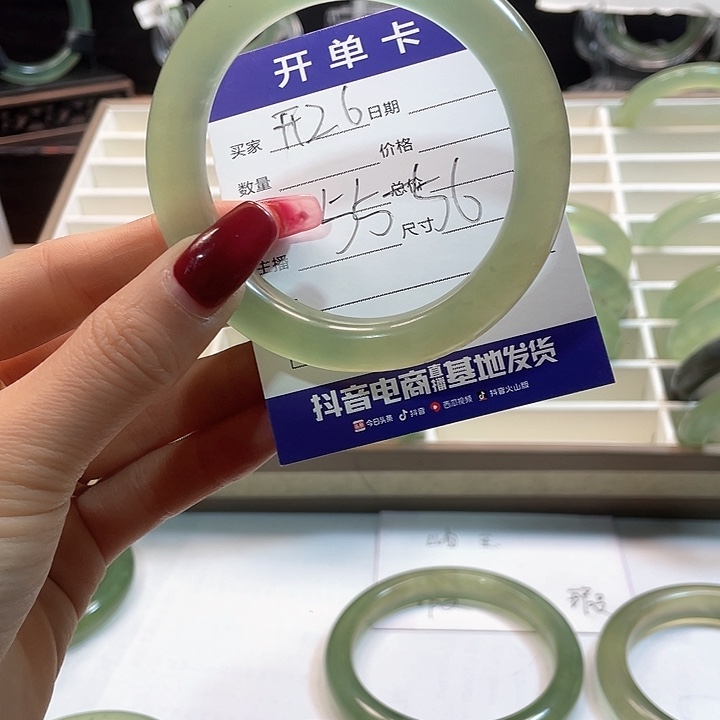 开单卡
买家 开26 日期
数量 价格
55-56 总价
主播 尺寸
抖音电商直播基地发货
今日头条 抖音 西瓜视频 抖音火山版
瑕